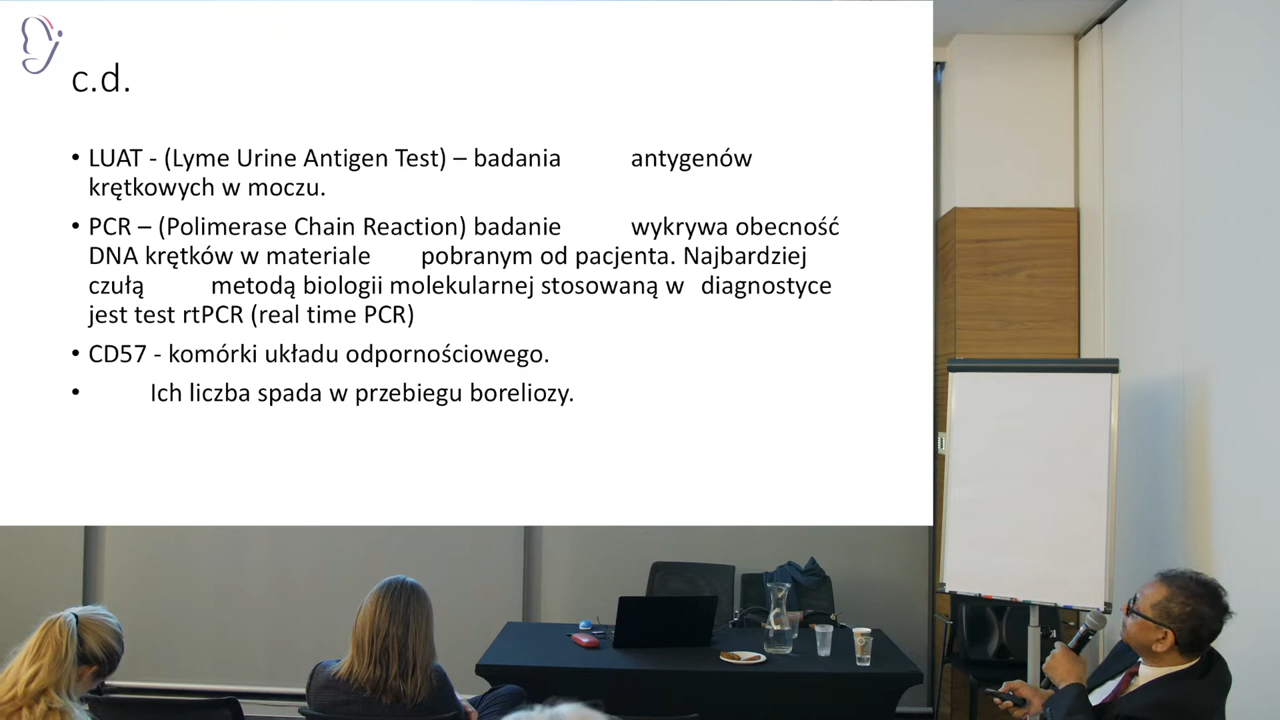 c.d.
• LUAT - (Lyme Urine Antigen Test) – badania antygenów
krętkowych w moczu.
• PCR – (Polimerase Chain Reaction) badanie wykrywa obecność
DNA krętków w materiale pobranym od pacjenta. Najbardziej
czułą metodą biologii molekularnej stosowaną w diagnostyce
jest test rtPCR (real time PCR)
• CD57 - komórki układu odpornościowego.
• Ich liczba spada w przebiegu boreliozy.